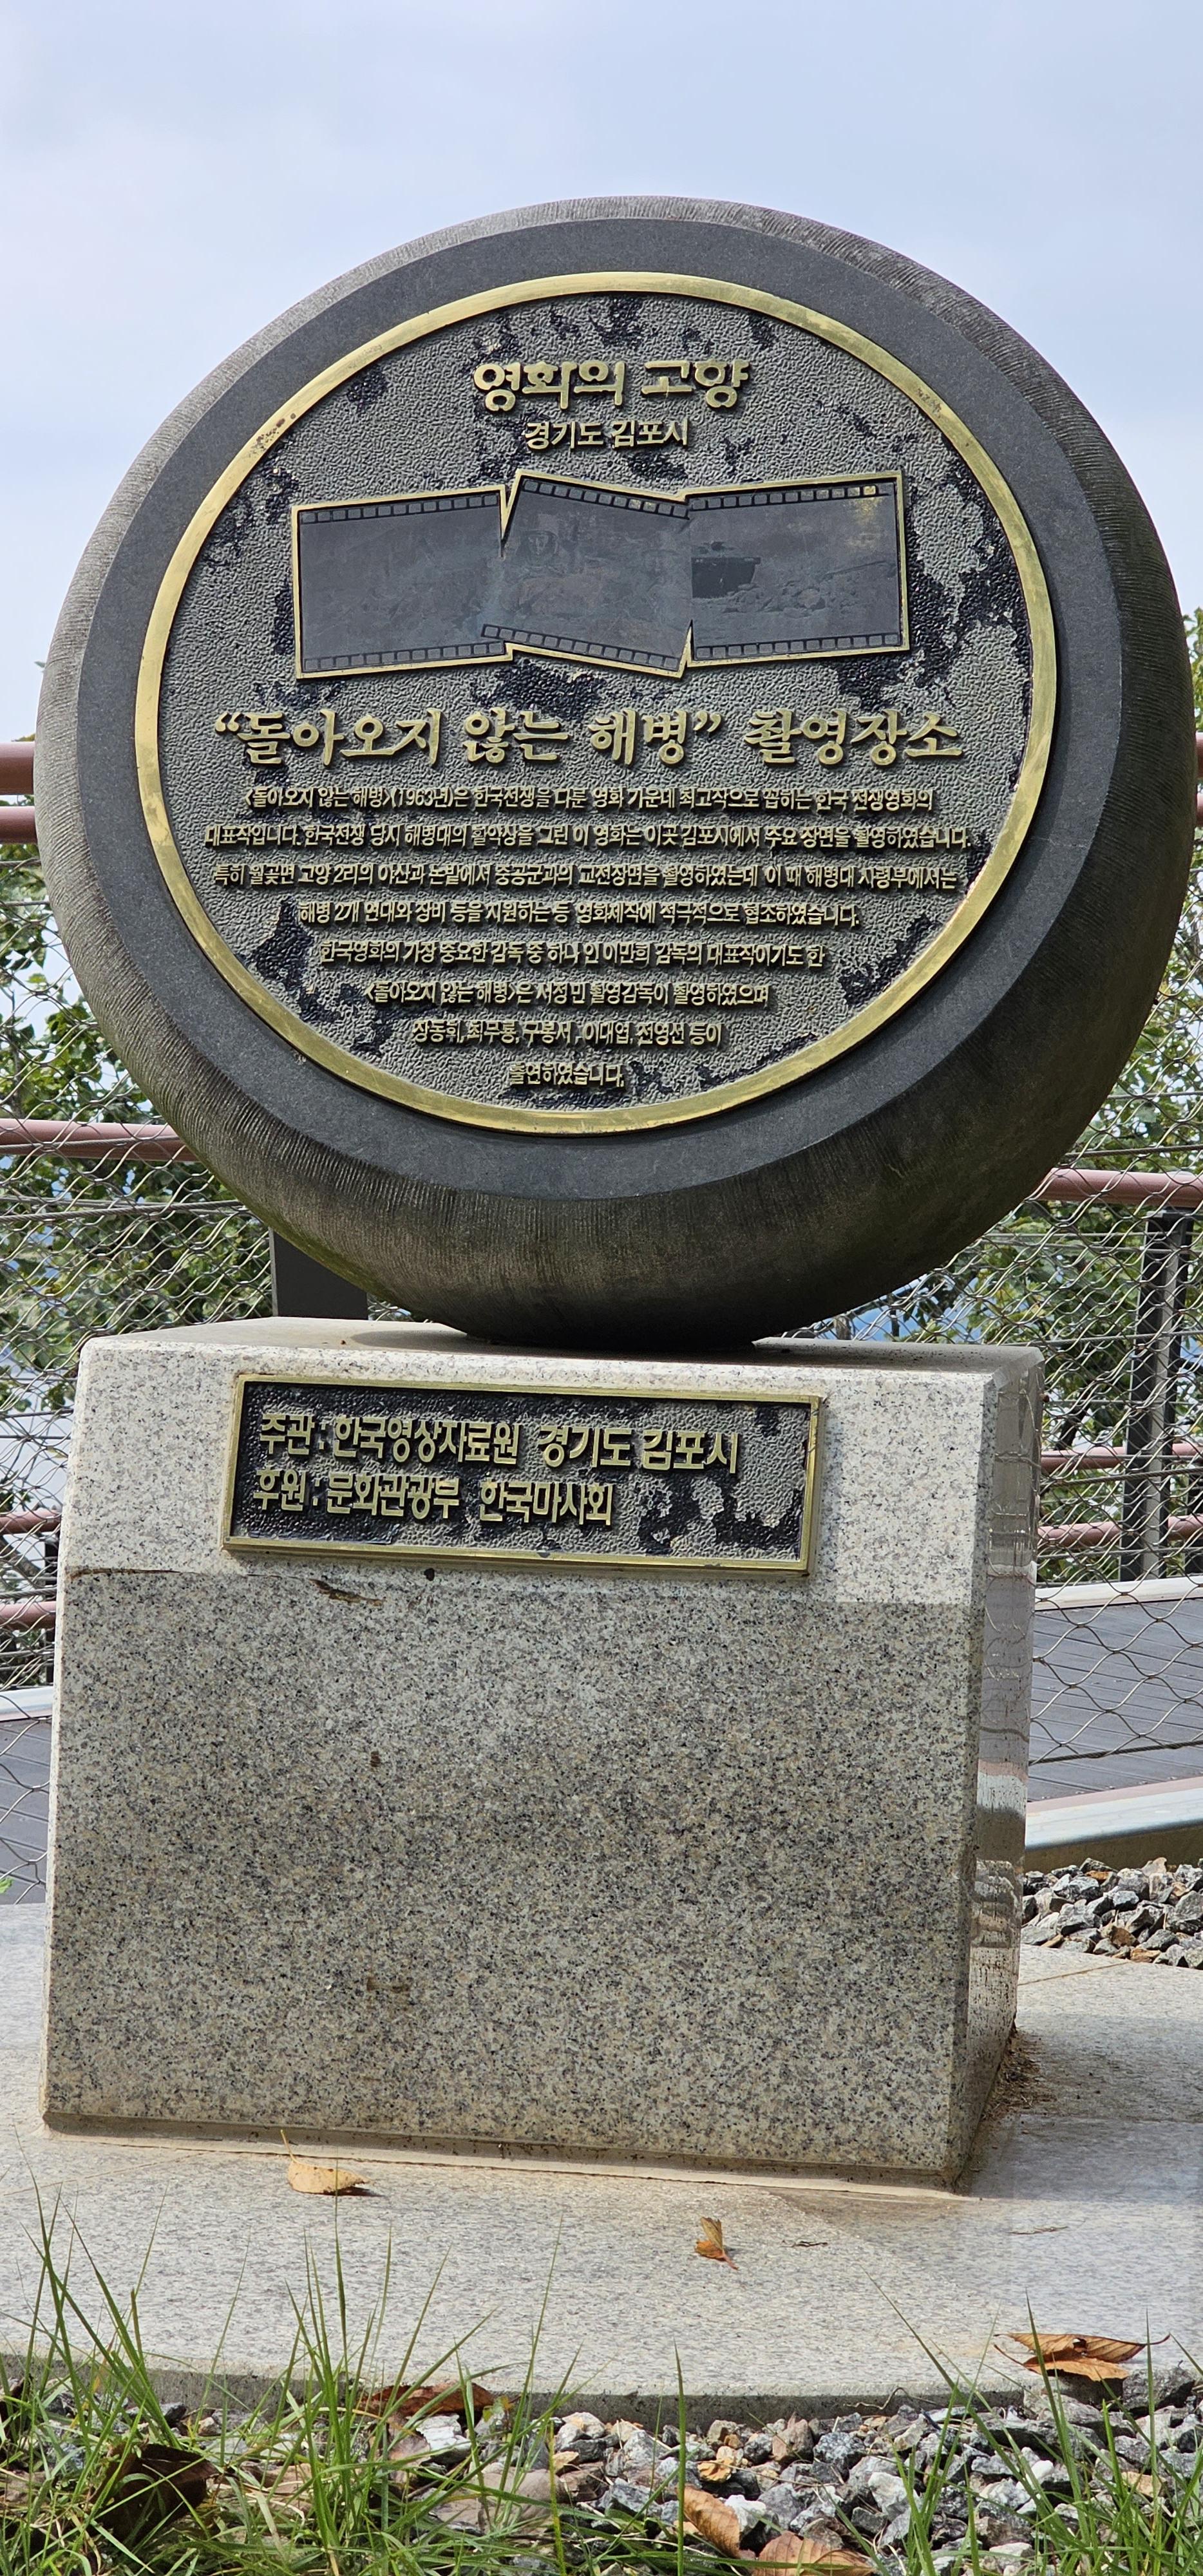 영화의 고향
경기도 김포시
“돌아오지 않는 해병” 촬영장소
<돌아오지 않는 해병>(1963년)은 한국전쟁을 다룬 영화 가운데 최고작으로 꼽히는 한국 전쟁영화의
대표작입니다. 한국전쟁 당시 해병대의 활약상을 그린 이 영화는 이곳 김포시에서 주요 장면을 촬영하였습니다.
특히 월곶면 고양 2리의 야산과 논밭에서 중공군과의 교전장면을 촬영하였는데 이 때 해병대 사령부에서는
해병 2개 연대와 장비 등을 지원하는 등 영화제작에 적극적으로 협조하였습니다.
한국영화의 가장 중요한 감독 중 하나 인 이만희 감독의 대표작이기도 한
<돌아오지 않는 해병>은 서정민 촬영감독이 촬영하였으며
장동휘, 최무룡, 구봉서, 이대엽, 전영선 등이
출연하였습니다.
주관 : 한국영상자료원 경기도 김포시
후원 : 문화관광부 한국마사회